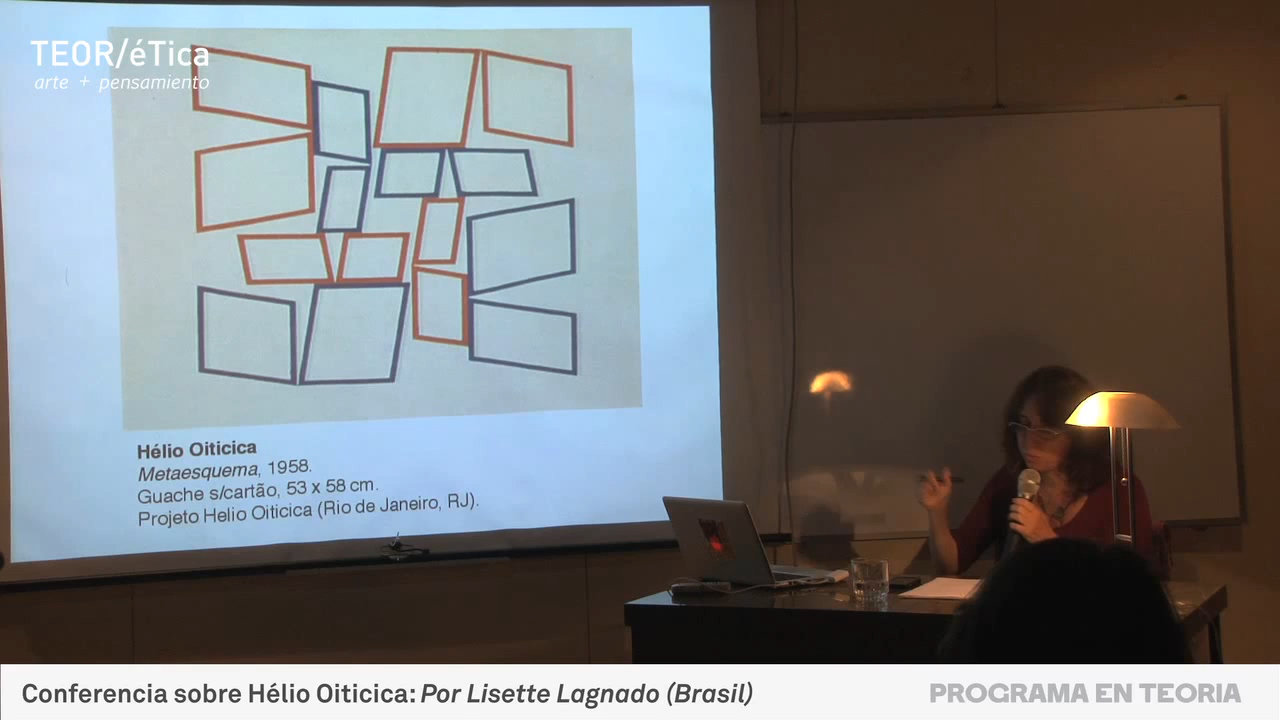 TEOR/éTica
arte + pensamiento
Hélio Oiticica
Metaesquema, 1958.
Guache s/cartão, 53 x 58 cm.
Projeto Helio Oiticica (Rio de Janeiro, RJ).
Conferencia sobre Hélio Oiticica: Por Lisette Lagnado (Brasil)
PROGRAMA EN TEORIA